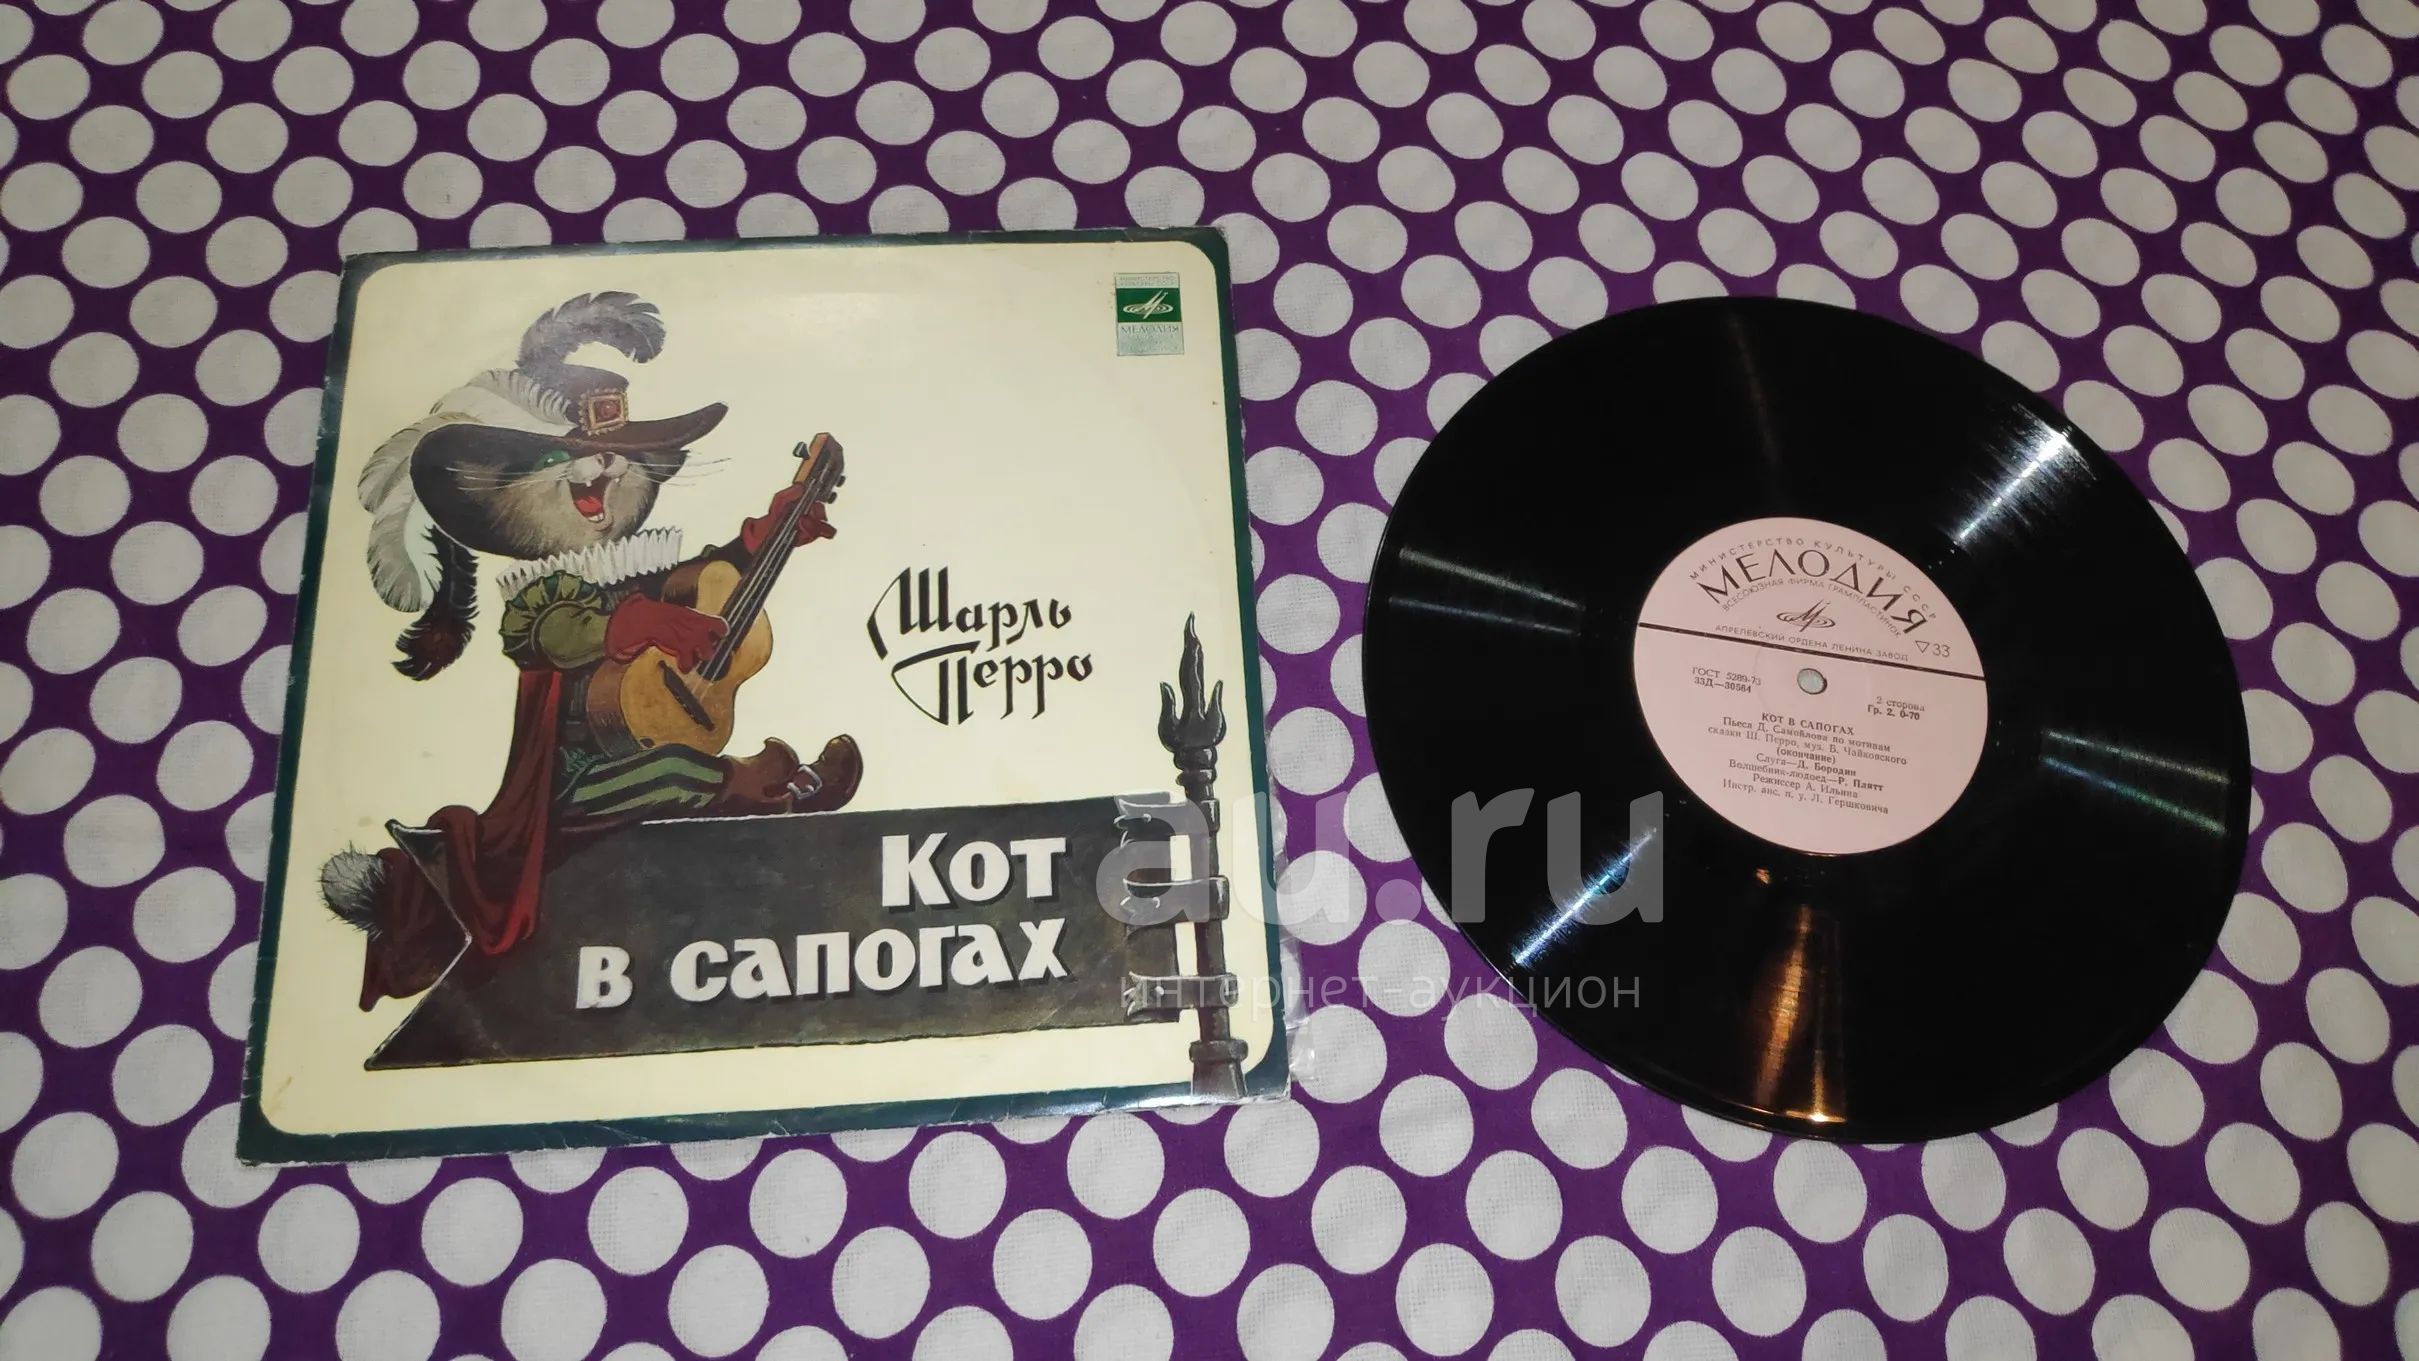 МЕЛОДИЯ
Шарль
Перро
Кот
в сапогах
МИНИСТЕРСТВО КУЛЬТУРЫ СССР
МЕЛОДИЯ
ВСЕСОЮЗНАЯ ФИРМА ГРАМПЛАСТИНОК
АПРЕЛЕВСКИЙ ОРДЕНА ЛЕНИНА ЗАВОД
▽33
ГОСТ 5289-73
33Д—30564
2 сторона
Гр. 2. 0-70
КОТ В САПОГАХ
Пьеса Д. Самойлова по мотивам
сказки Ш. Перро, муз. Б. Чайковского
(окончание)
Слуга—Д. Бородин
Волшебник-людоед—Р. Плятт
Режиссер А. Ильина
Инстр. анс. п. у. Л. Гершковича
au.ru
интернет-аукцион